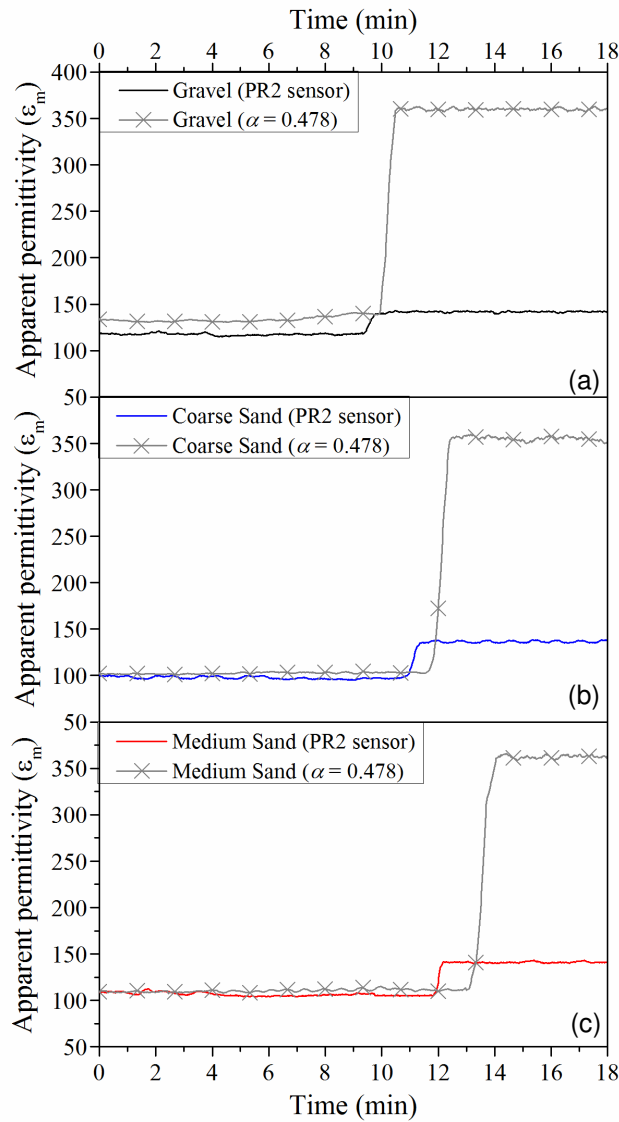 Time (min)
0 2 4 6 8 10 12 14 16 18
Apparent permittivity (εm)
400
350
300
250
200
150
100
50
Gravel (PR2 sensor)
Gravel (α = 0.478)
(a)
Apparent permittivity (εm)
350
300
250
200
150
100
50
Coarse Sand (PR2 sensor)
Coarse Sand (α = 0.478)
(b)
Apparent permittivity (εm)
350
300
250
200
150
100
50
Medium Sand (PR2 sensor)
Medium Sand (α = 0.478)
(c)
0 2 4 6 8 10 12 14 16 18
Time (min)